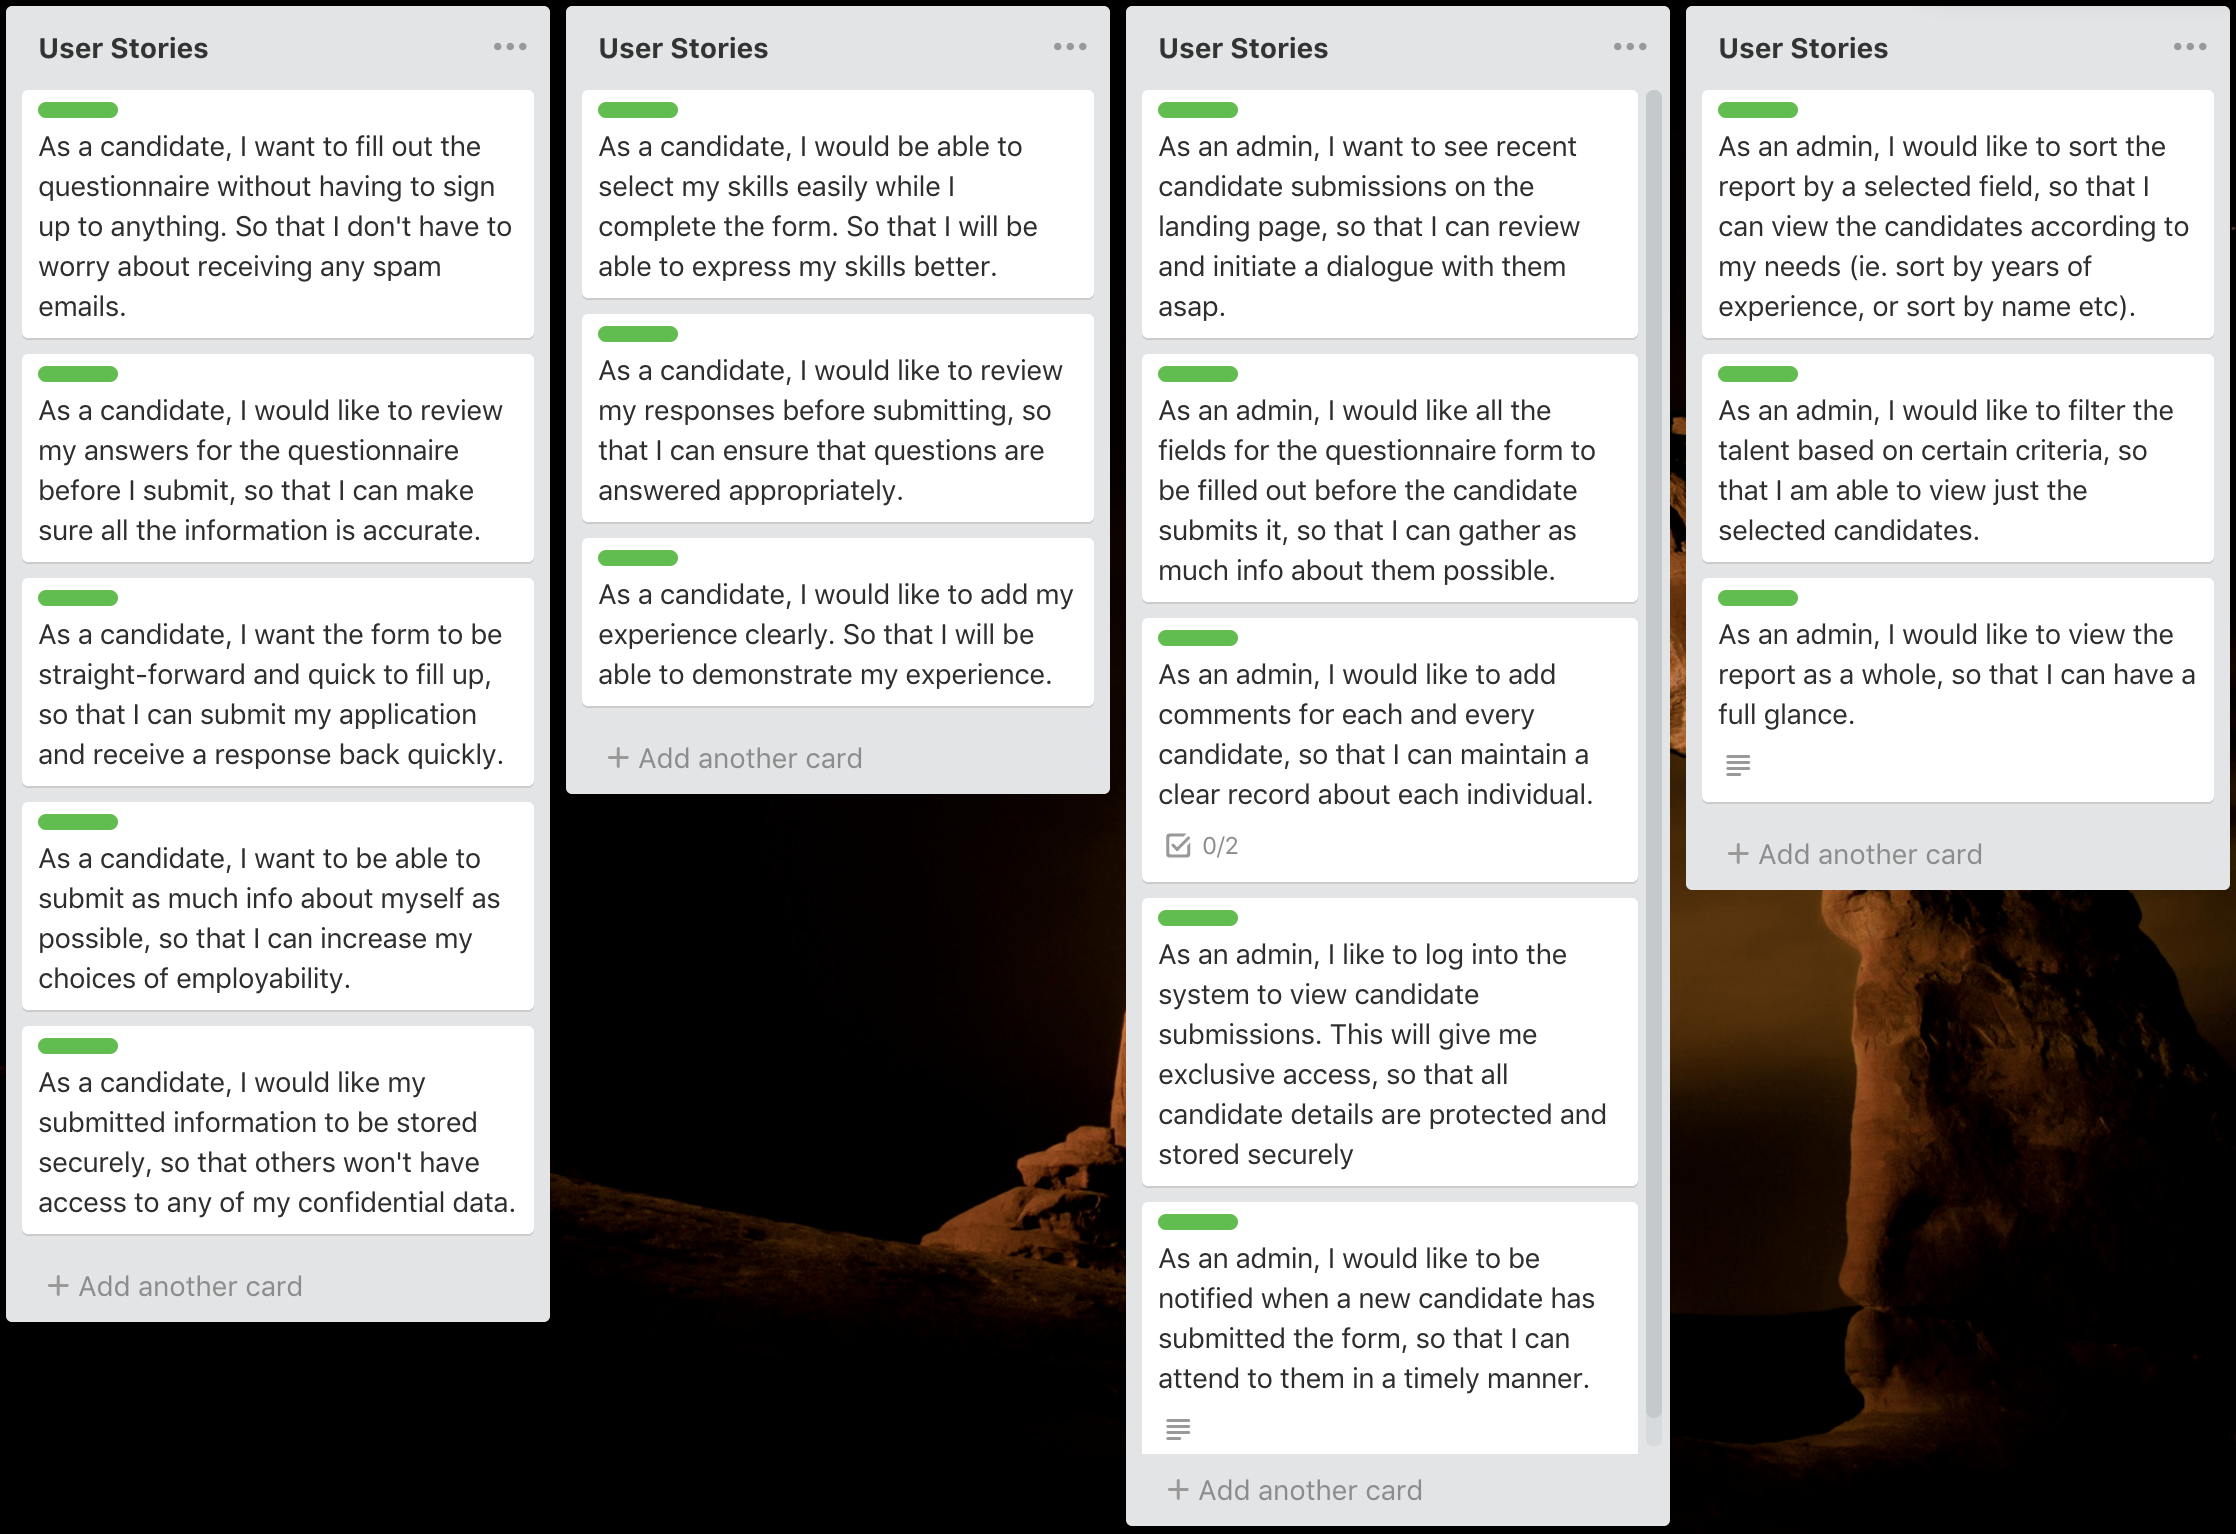 User Stories
As a candidate, I want to fill out the
questionnaire without having to sign
up to anything. So that I don't have to
worry about receiving any spam
emails.
As a candidate, I would like to review
my answers for the questionnaire
before I submit, so that I can make
sure all the information is accurate.
As a candidate, I want the form to be
straight-forward and quick to fill up,
so that I can submit my application
and receive a response back quickly.
As a candidate, I want to be able to
submit as much info about myself as
possible, so that I can increase my
choices of employability.
As a candidate, I would like my
submitted information to be stored
securely, so that others won't have
access to any of my confidential data.
+ Add another card
User Stories
As a candidate, I would be able to
select my skills easily while I
complete the form. So that I will be
able to express my skills better.
As a candidate, I would like to review
my responses before submitting, so
that I can ensure that questions are
answered appropriately.
As a candidate, I would like to add my
experience clearly. So that I will be
able to demonstrate my experience.
+ Add another card
User Stories
As an admin, I want to see recent
candidate submissions on the
landing page, so that I can review
and initiate a dialogue with them
asap.
As an admin, I would like all the
fields for the questionnaire form to
be filled out before the candidate
submits it, so that I can gather as
much info about them possible.
As an admin, I would like to add
comments for each and every
candidate, so that I can maintain a
clear record about each individual.
0/2
As an admin, I like to log into the
system to view candidate
submissions. This will give me
exclusive access, so that all
candidate details are protected and
stored securely
As an admin, I would like to be
notified when a new candidate has
submitted the form, so that I can
attend to them in a timely manner.
+ Add another card
User Stories
As an admin, I would like to sort the
report by a selected field, so that I
can view the candidates according to
my needs (ie. sort by years of
experience, or sort by name etc).
As an admin, I would like to filter the
talent based on certain criteria, so
that I am able to view just the
selected candidates.
As an admin, I would like to view the
report as a whole, so that I can have a
full glance.
+ Add another card